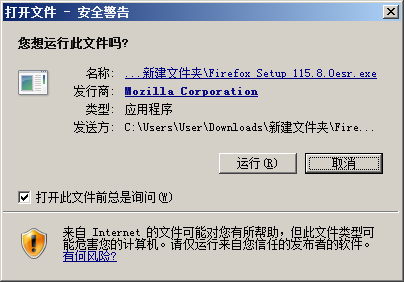 打开文件 - 安全警告
您想运行此文件吗?
名称: ...新建文件夹\Firefox Setup 115.8.0esr.exe
发行商: Mozilla Corporation
类型: 应用程序
发送方: C:\Users\User\Downloads\新建文件夹\Fire...
运行(R) 取消
打开此文件前总是询问(W)
来自 Internet 的文件可能对您有所帮助，但此文件类型可
能危害您的计算机。请仅运行来自您信任的发布者的软件。
有何风险?